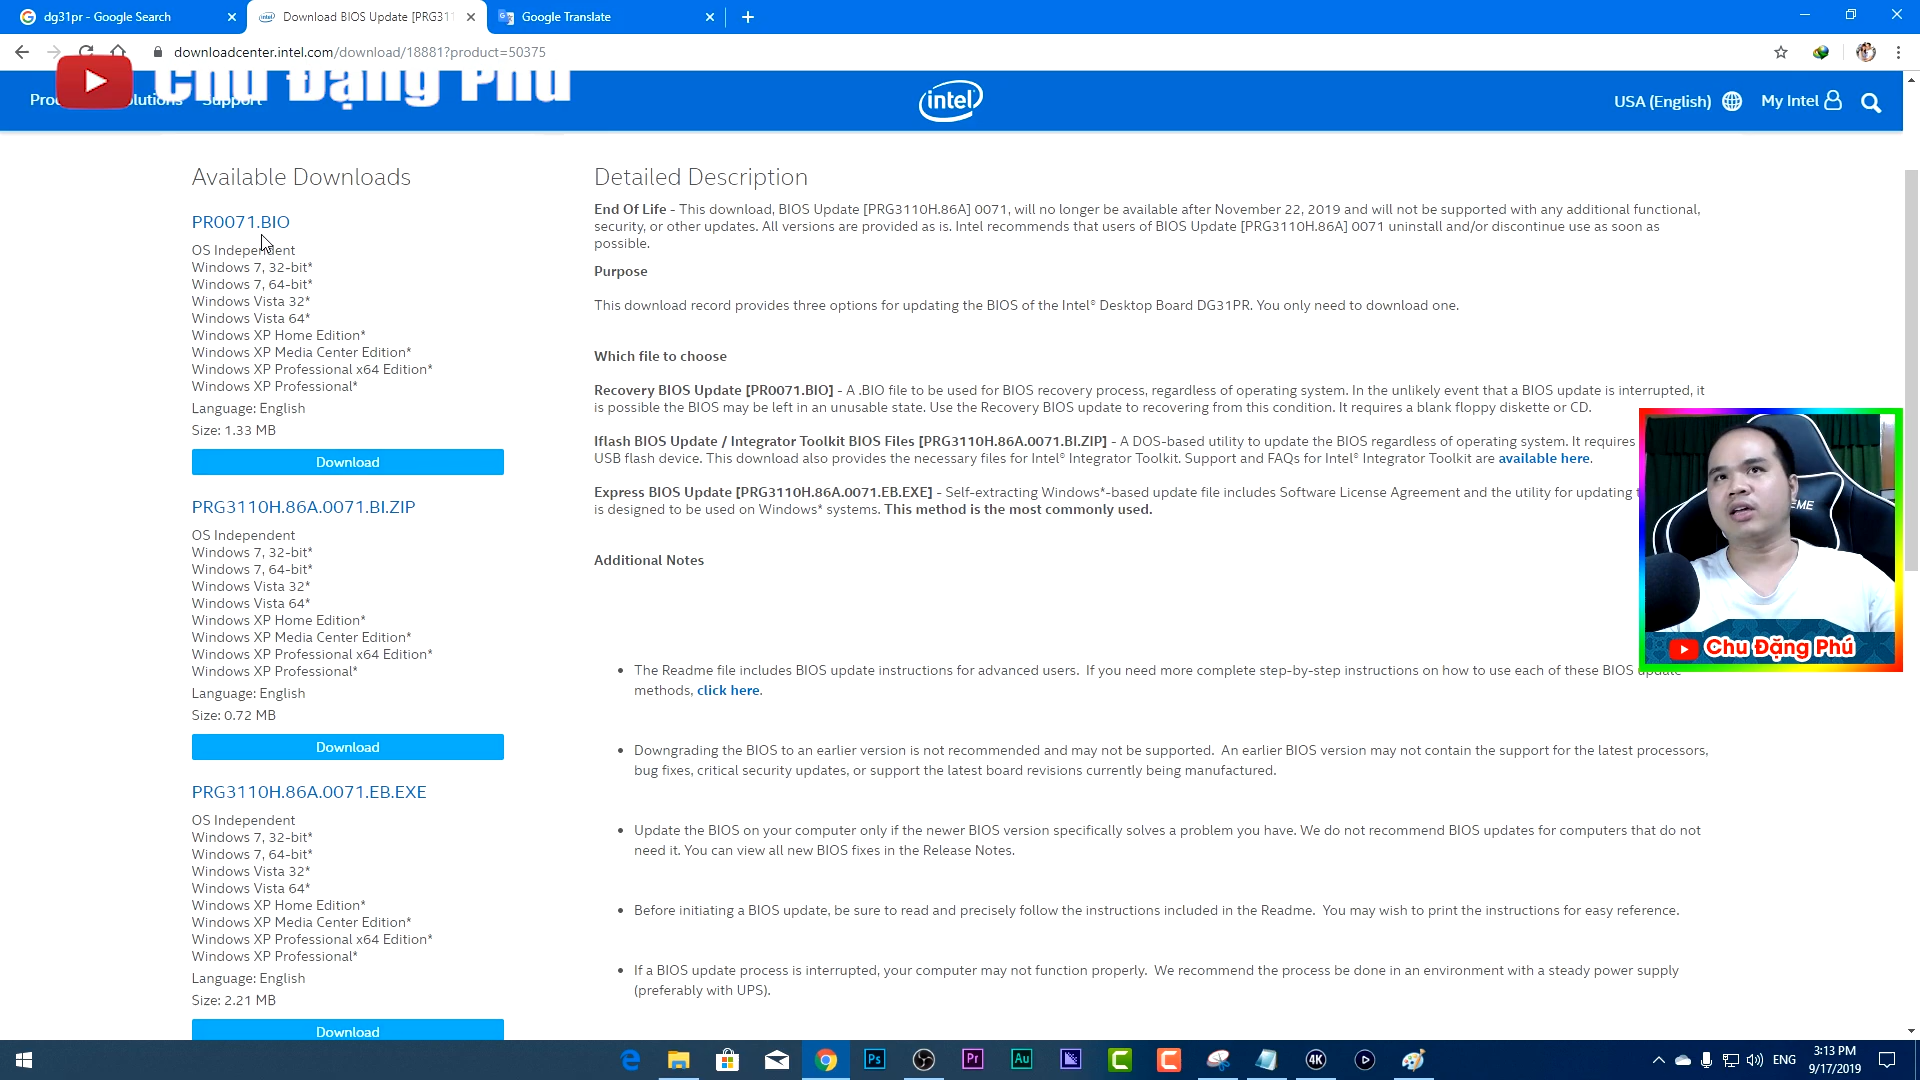 dg31pr - Google Search
Download BIOS Update [PRG311
Google Translate
downloadcenter.intel.com/download/18881?product=50375
Chu Đặng Phú
Support
intel
USA (English)
My Intel
Available Downloads
PR0071.BIO
OS Independent
Windows 7, 32-bit*
Windows 7, 64-bit*
Windows Vista 32*
Windows Vista 64*
Windows XP Home Edition*
Windows XP Media Center Edition*
Windows XP Professional x64 Edition*
Windows XP Professional*
Language: English
Size: 1.33 MB
Download
PRG3110H.86A.0071.BI.ZIP
OS Independent
Windows 7, 32-bit*
Windows 7, 64-bit*
Windows Vista 32*
Windows Vista 64*
Windows XP Home Edition*
Windows XP Media Center Edition*
Windows XP Professional x64 Edition*
Windows XP Professional*
Language: English
Size: 0.72 MB
Download
PRG3110H.86A.0071.EB.EXE
OS Independent
Windows 7, 32-bit*
Windows 7, 64-bit*
Windows Vista 32*
Windows Vista 64*
Windows XP Home Edition*
Windows XP Media Center Edition*
Windows XP Professional x64 Edition*
Windows XP Professional*
Language: English
Size: 2.21 MB
Download
Detailed Description
End Of Life - This download, BIOS Update [PRG3110H.86A] 0071, will no longer be available after November 22, 2019 and will not be supported with any additional functional,
security, or other updates. All versions are provided as is. Intel recommends that users of BIOS Update [PRG3110H.86A] 0071 uninstall and/or discontinue use as soon as
possible.
Purpose
This download record provides three options for updating the BIOS of the Intel® Desktop Board DG31PR. You only need to download one.
Which file to choose
Recovery BIOS Update [PR0071.BIO] - A .BIO file to be used for BIOS recovery process, regardless of operating system. In the unlikely event that a BIOS update is interrupted, it
is possible the BIOS may be left in an unusable state. Use the Recovery BIOS update to recovering from this condition. It requires a blank floppy diskette or CD.
Iflash BIOS Update / Integrator Toolkit BIOS Files [PRG3110H.86A.0071.BI.ZIP] - A DOS-based utility to update the BIOS regardless of operating system. It requires
USB flash device. This download also provides the necessary files for Intel® Integrator Toolkit. Support and FAQs for Intel® Integrator Toolkit are available here.
Express BIOS Update [PRG3110H.86A.0071.EB.EXE] - Self-extracting Windows*-based update file includes Software License Agreement and the utility for updating
is designed to be used on Windows* systems. This method is the most commonly used.
Additional Notes
• The Readme file includes BIOS update instructions for advanced users. If you need more complete step-by-step instructions on how to use each of these BIOS update
methods, click here.
• Downgrading the BIOS to an earlier version is not recommended and may not be supported. An earlier BIOS version may not contain the support for the latest processors,
bug fixes, critical security updates, or support the latest board revisions currently being manufactured.
• Update the BIOS on your computer only if the newer BIOS version specifically solves a problem you have. We do not recommend BIOS updates for computers that do not
need it. You can view all new BIOS fixes in the Release Notes.
• Before initiating a BIOS update, be sure to read and precisely follow the instructions included in the Readme. You may wish to print the instructions for easy reference.
• If a BIOS update process is interrupted, your computer may not function properly. We recommend the process be done in an environment with a steady power supply
(preferably with UPS).
EME
Chu Đặng Phú
Ps
Pr
Au
4K
ENG
3:13 PM
9/17/2019